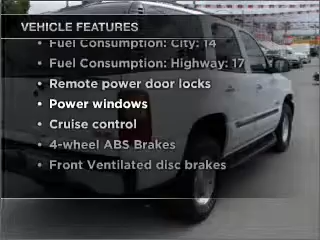 VEHICLE FEATURES
• Fuel Consumption: City: 14
• Fuel Consumption: Highway: 17
• Remote power door locks
• Power windows
• Cruise control
• 4-wheel ABS Brakes
• Front Ventilated disc brakes